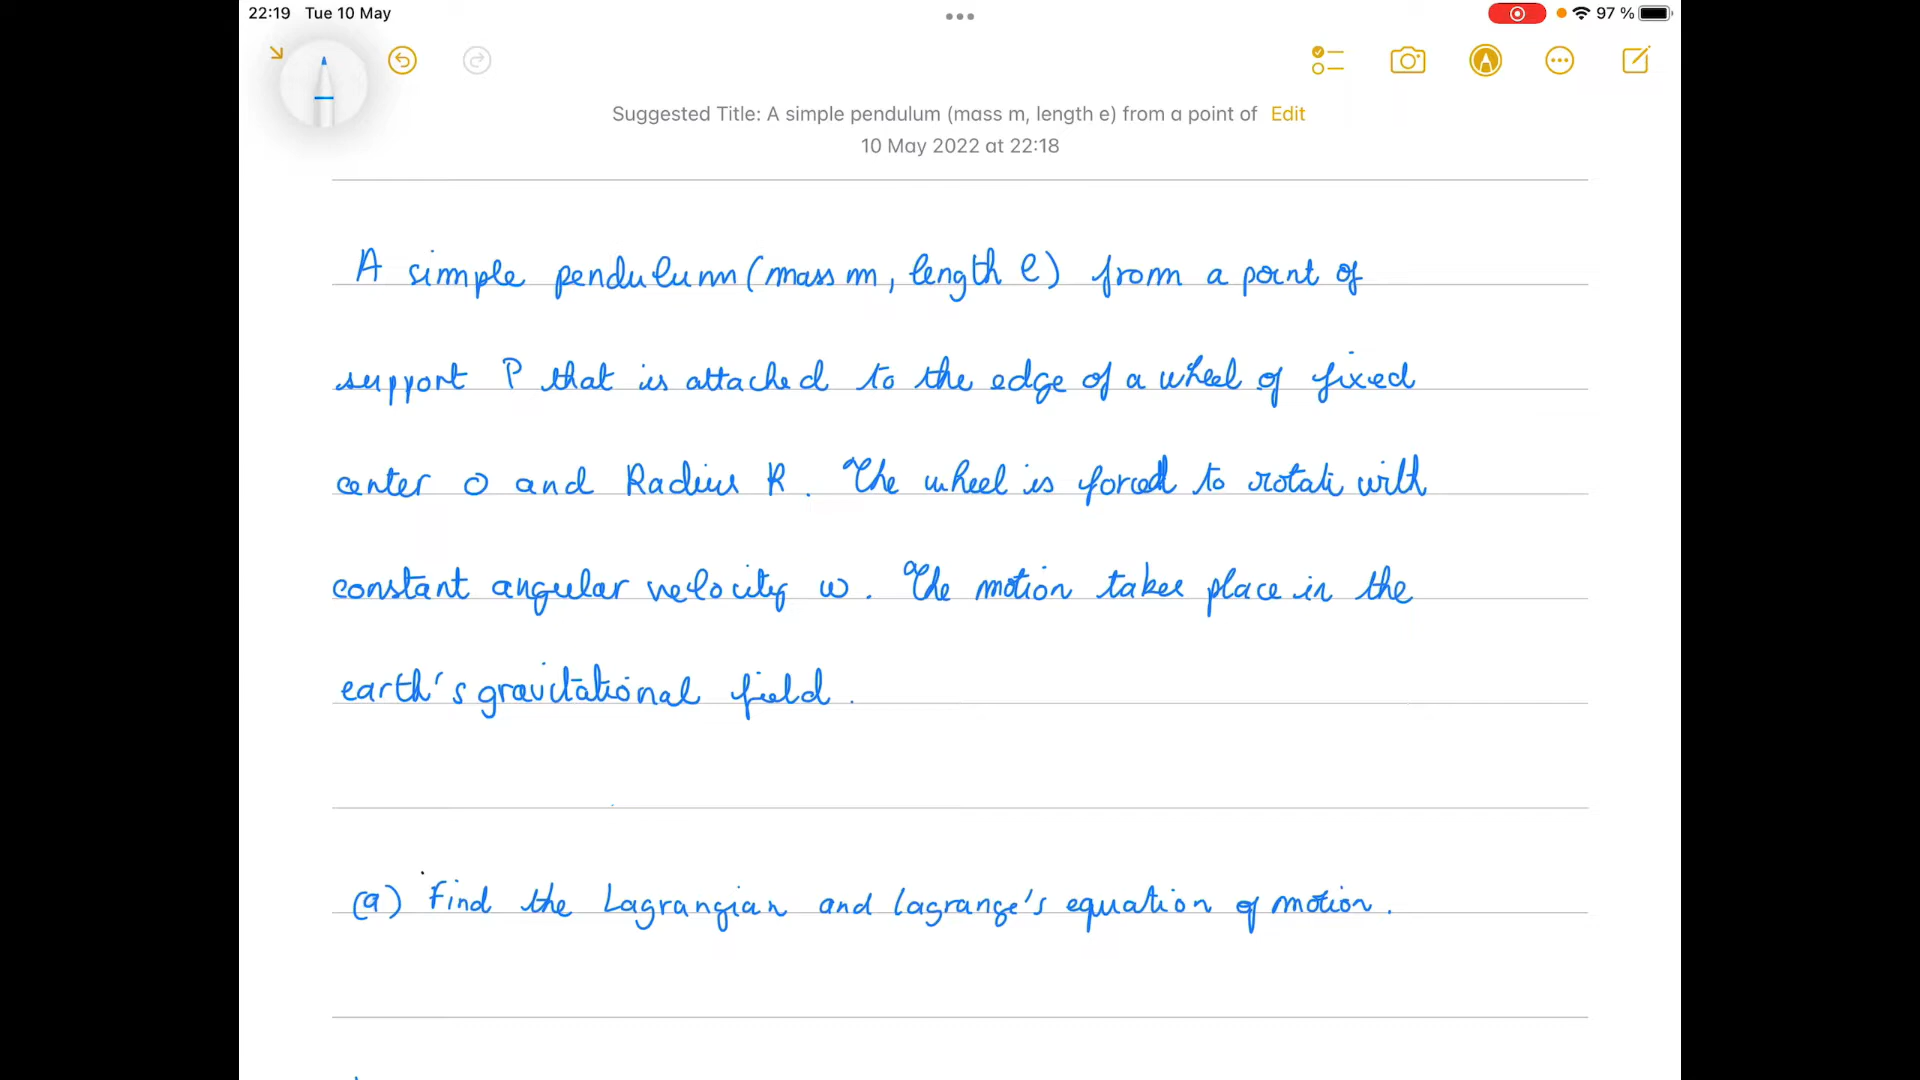 22:19 Tue 10 May
97 %
Suggested Title: A simple pendulum (mass m, length e) from a point of Edit
10 May 2022 at 22:18
A simple pendulum (mass m, length l) from a point of
support P that is attached to the edge of a wheel of fixed
center O and Radius R. The wheel is forced to rotate with
constant angular velocity ω. The motion takes place in the
earth's gravitational field.
(a) Find the Lagrangian and Lagrange's equation of motion.